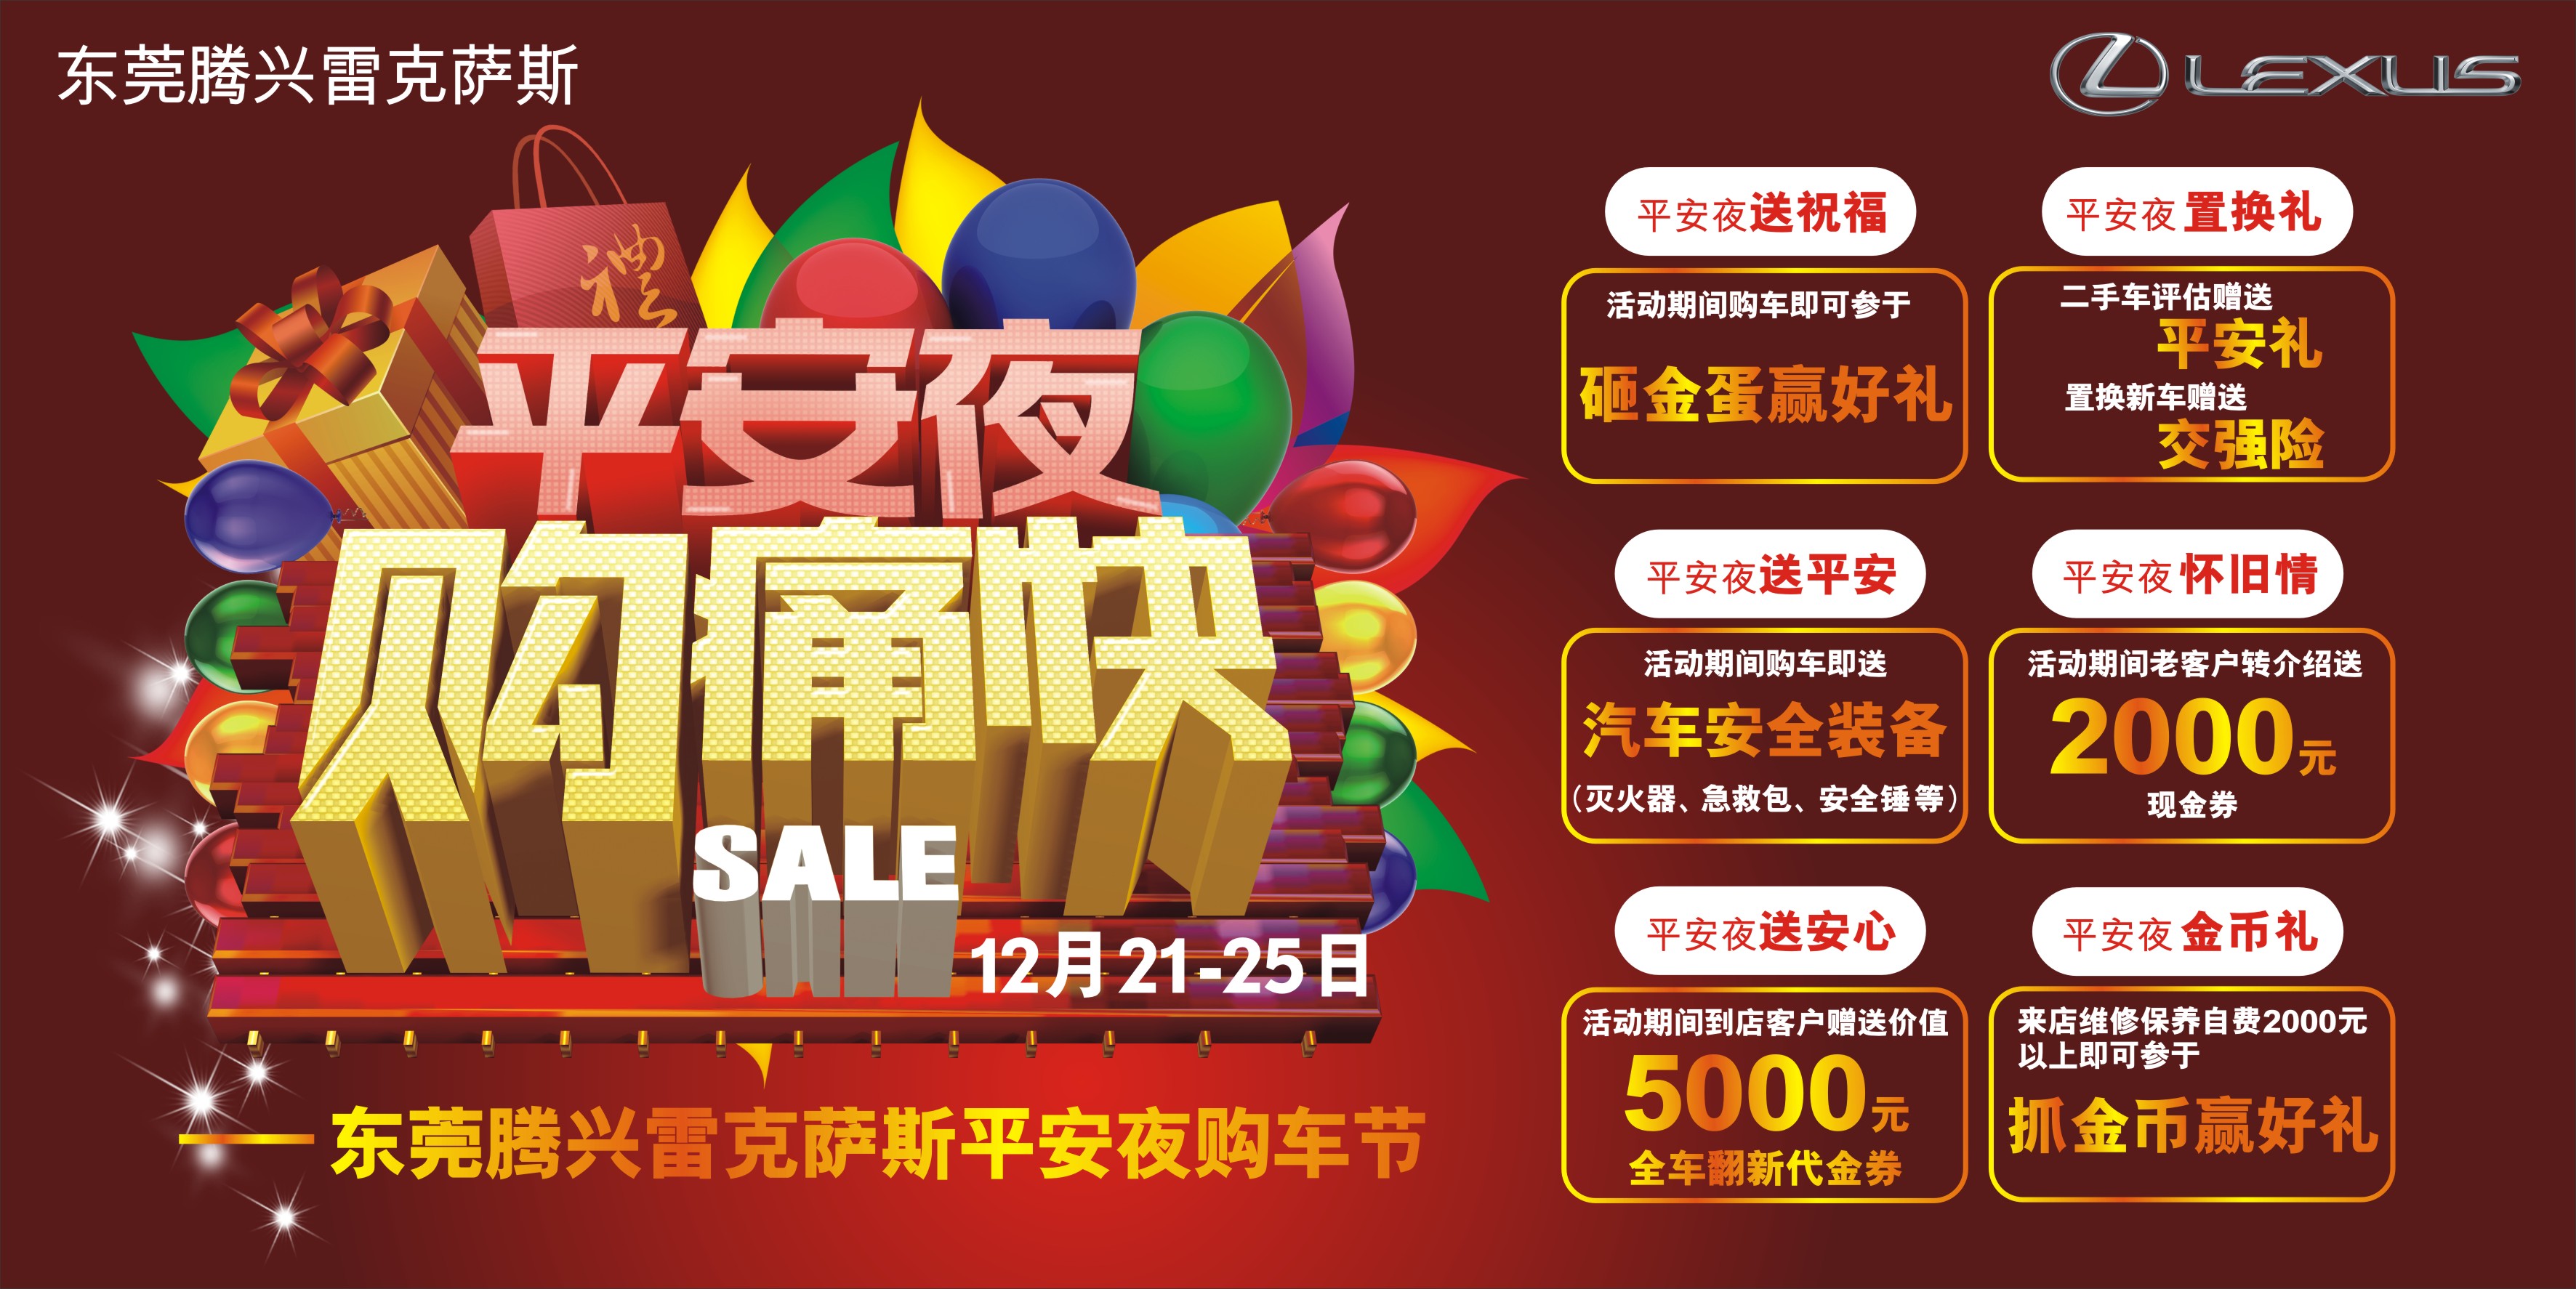 东莞腾兴雷克萨斯
LEXUS
禮
平安夜
购痛快
SALE
12月21-25日
东莞腾兴雷克萨斯平安夜购车节
平安夜送祝福
活动期间购车即可参于
砸金蛋赢好礼
平安夜 置换礼
二手车评估赠送
平安礼
置换新车赠送
交强险
平安夜送平安
活动期间购车即送
汽车安全装备
（灭火器、急救包、安全锤等）
平安夜 怀旧情
活动期间老客户转介绍送
2000元
现金券
平安夜送安心
活动期间到店客户赠送价值
5000元
全车翻新代金券
平安夜 金币礼
来店维修保养自费2000元
以上即可参于
抓金币赢好礼